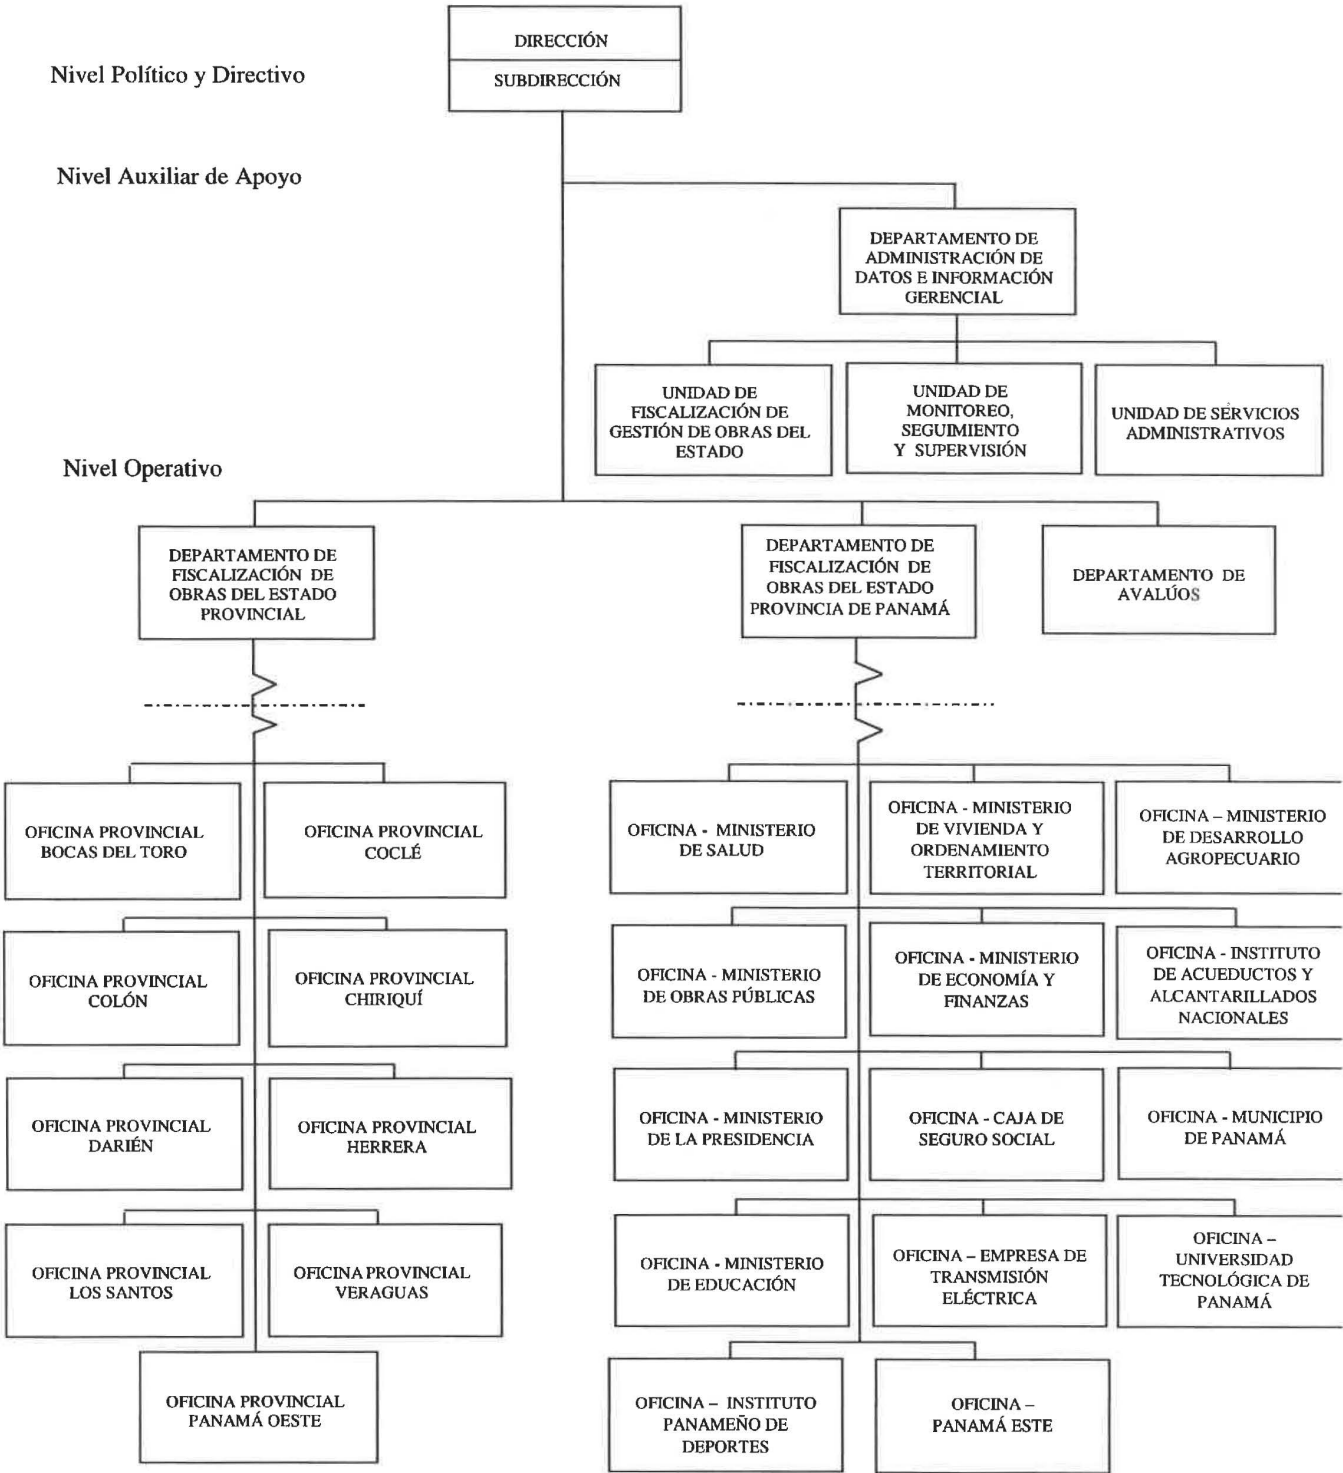 DIRECCIÓN
Nivel Político y Directivo
SUBDIRECCIÓN
Nivel Auxiliar de Apoyo
DEPARTAMENTO DE
ADMINISTRACIÓN DE
DATOS E INFORMACIÓN
GERENCIAL
UNIDAD DE
FISCALIZACIÓN DE
GESTIÓN DE OBRAS DEL
ESTADO
UNIDAD DE
MONITOREO,
SEGUIMIENTO
Y SUPERVISIÓN
UNIDAD DE SERVICIOS
ADMINISTRATIVOS
Nivel Operativo
DEPARTAMENTO DE
FISCALIZACIÓN DE
OBRAS DEL ESTADO
PROVINCIAL
DEPARTAMENTO DE
FISCALIZACIÓN DE
OBRAS DEL ESTADO
PROVINCIA DE PANAMÁ
DEPARTAMENTO DE
AVALÚOS
OFICINA PROVINCIAL
BOCAS DEL TORO
OFICINA PROVINCIAL
COCLÉ
OFICINA - MINISTERIO
DE SALUD
OFICINA - MINISTERIO
DE VIVIENDA Y
ORDENAMIENTO
TERRITORIAL
OFICINA – MINISTERIO
DE DESARROLLO
AGROPECUARIO
OFICINA PROVINCIAL
COLÓN
OFICINA PROVINCIAL
CHIRIQUÍ
OFICINA - MINISTERIO
DE OBRAS PÚBLICAS
OFICINA - MINISTERIO
DE ECONOMÍA Y
FINANZAS
OFICINA - INSTITUTO
DE ACUEDUCTOS Y
ALCANTARILLADOS
NACIONALES
OFICINA PROVINCIAL
DARIÉN
OFICINA PROVINCIAL
HERRERA
OFICINA - MINISTERIO
DE LA PRESIDENCIA
OFICINA - CAJA DE
SEGURO SOCIAL
OFICINA - MUNICIPIO
DE PANAMÁ
OFICINA PROVINCIAL
LOS SANTOS
OFICINA PROVINCIAL
VERAGUAS
OFICINA - MINISTERIO
DE EDUCACIÓN
OFICINA – EMPRESA DE
TRANSMISIÓN
ELÉCTRICA
OFICINA –
UNIVERSIDAD
TECNOLÓGICA DE
PANAMÁ
OFICINA PROVINCIAL
PANAMÁ OESTE
OFICINA – INSTITUTO
PANAMEÑO DE
DEPORTES
OFICINA –
PANAMÁ ESTE